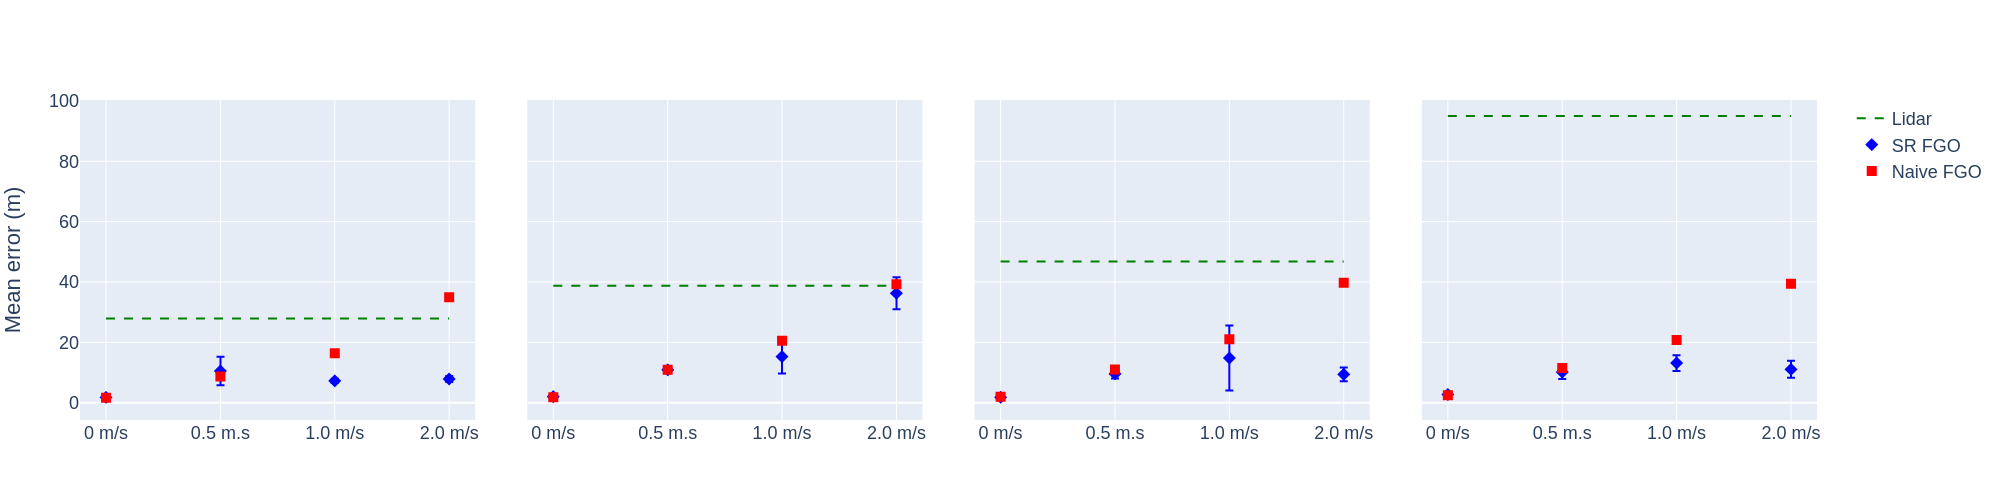 Mean error (m)
100
80
60
40
20
0
0 m/s 0.5 m.s 1.0 m/s 2.0 m/s
0 m/s 0.5 m.s 1.0 m/s 2.0 m/s
0 m/s 0.5 m.s 1.0 m/s 2.0 m/s
0 m/s 0.5 m.s 1.0 m/s 2.0 m/s
Lidar
SR FGO
Naive FGO